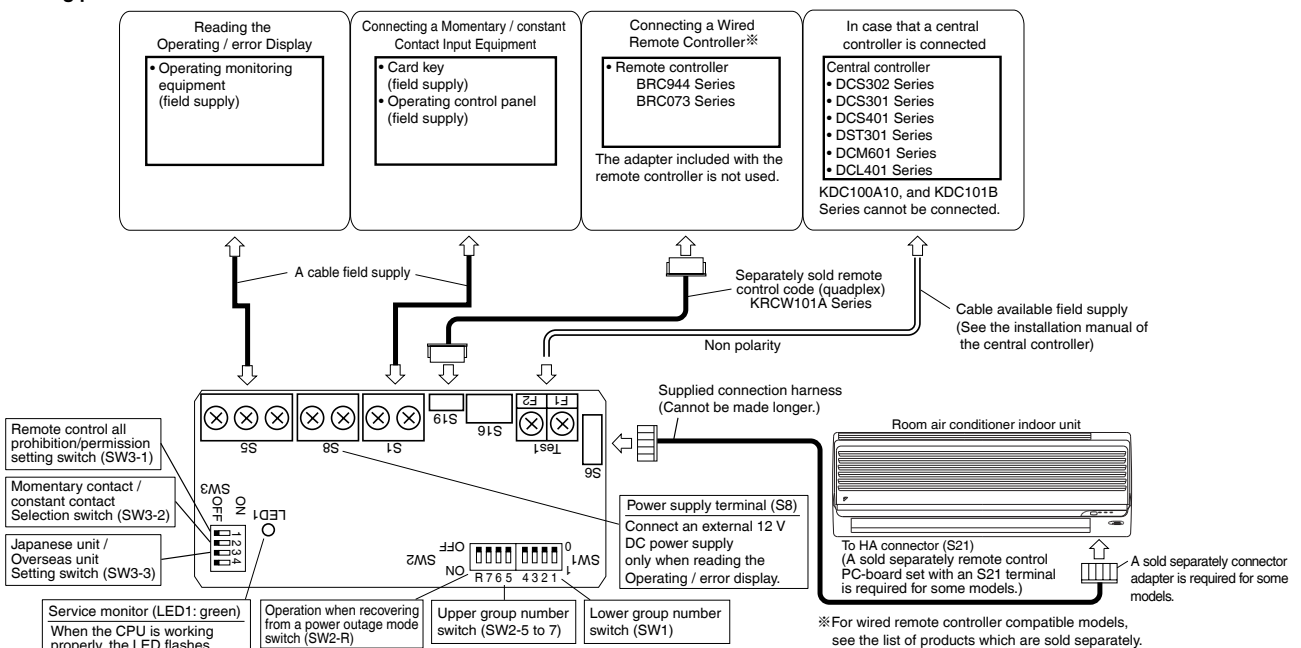 Reading the
Operating / error Display
• Operating monitoring
equipment
(field supply)
Connecting a Momentary / constant
Contact Input Equipment
• Card key
(field supply)
• Operating control panel
(field supply)
Connecting a Wired
Remote Controller※
• Remote controller
BRC944 Series
BRC073 Series
The adapter included with the
remote controller is not used.
In case that a central
controller is connected
Central controller
• DCS302 Series
• DCS301 Series
• DCS401 Series
• DST301 Series
• DCM601 Series
• DCL401 Series
KDC100A10, and KDC101B
Series cannot be connected.
A cable field supply
Separately sold remote
control code (quadplex)
KRCW101A Series
Non polarity
Cable available field supply
(See the installation manual of
the central controller)
Supplied connection harness
(Cannot be made longer.)
Room air conditioner indoor unit
S5
S8
S1
S19
S16
F2
F1
Tes1
S6
Remote control all
prohibition/permission
setting switch (SW3-1)
Momentary contact /
constant contact
Selection switch (SW3-2)
Japanese unit /
Overseas unit
Setting switch (SW3-3)
SW3
OFF
ON
1
2
3
4
LED1
SW2
OFF
ON
R 7 6 5
4 3 2 1
0
1
SW1
Power supply terminal (S8)
Connect an external 12 V
DC power supply
only when reading the
Operating / error display.
To HA connector (S21)
(A sold separately remote control
PC-board set with an S21 terminal
is required for some models.)
A sold separately connector
adapter is required for some
models.
Service monitor (LED1: green)
When the CPU is working
properly, the LED flashes
Operation when recovering
from a power outage mode
switch (SW2-R)
Upper group number
switch (SW2-5 to 7)
Lower group number
switch (SW1)
※For wired remote controller compatible models,
see the list of products which are sold separately.